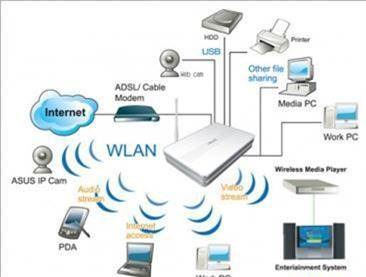 HDD
Printer
USB
Web cam
Other file
sharing
ADSL/ Cable
Modem
Internet
Media PC
Work PC
WLAN
ASUS IP Cam
Wireless Media Player
Audio
stream
Video
stream
Internet
access
PDA
Work PC
Enterianment System